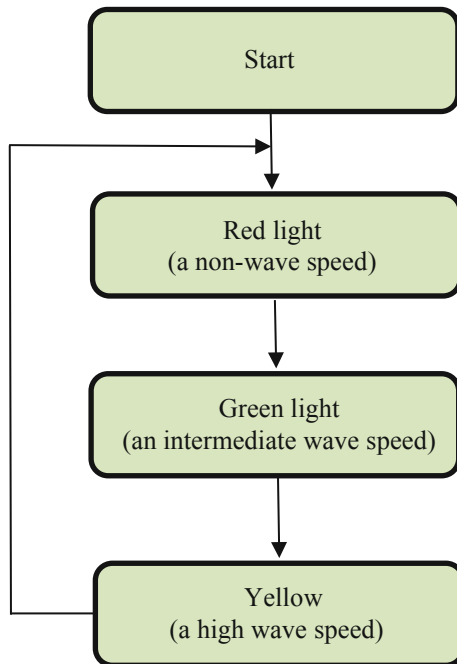 Start
Red light
(a non-wave speed)
Green light
(an intermediate wave speed)
Yellow
(a high wave speed)